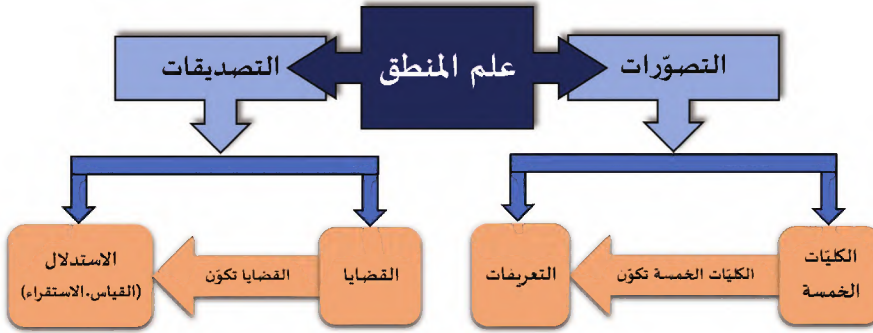 علم المنطق
التصوّرات
التصديقات
الكليّات
الخمسة
الكليّات الخمسة تكوّن
التعريفات
القضايا
القضايا تكوّن
الاستدلال
(القياس.الاستقراء)